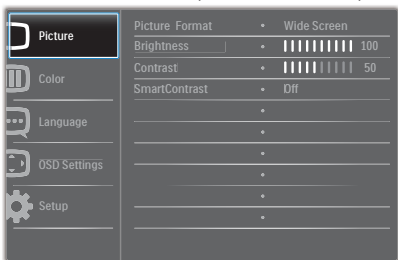 Picture
Color
Language
OSD Settings
Setup
Picture Format • Wide Screen
Brightness • 100
Contrast • 50
SmartContrast • Off